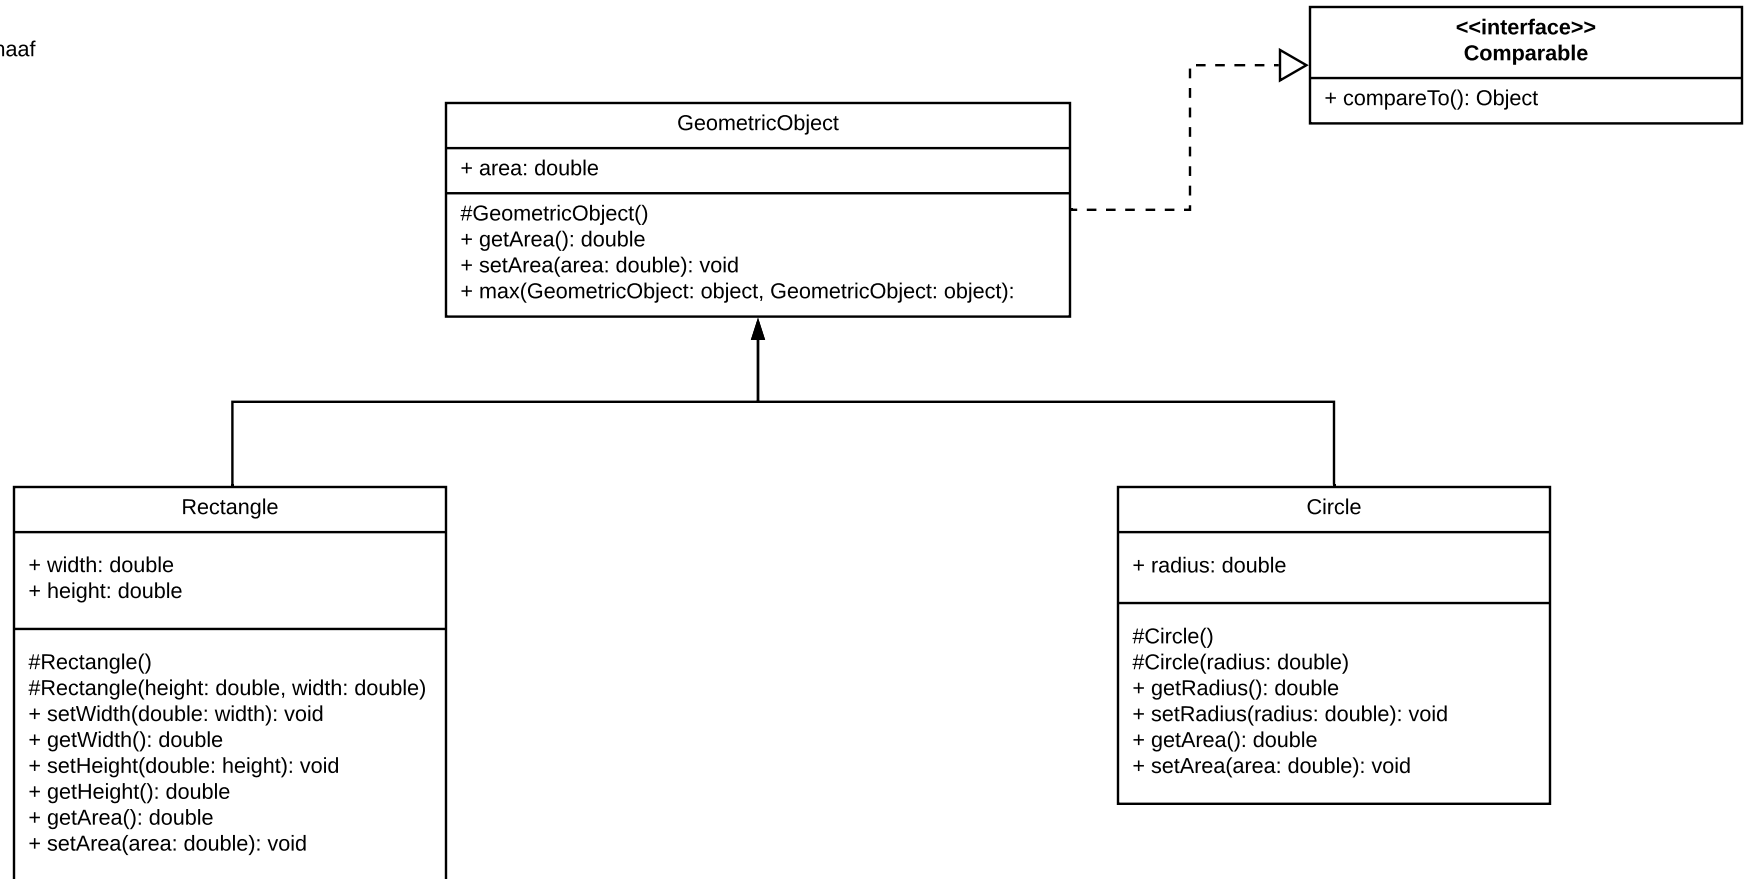 naaf
<<interface>>
Comparable
+ compareTo(): Object
GeometricObject
+ area: double
#GeometricObject()
+ getArea(): double
+ setArea(area: double): void
+ max(GeometricObject: object, GeometricObject: object):
Rectangle
+ width: double
+ height: double
#Rectangle()
#Rectangle(height: double, width: double)
+ setWidth(double: width): void
+ getWidth(): double
+ setHeight(double: height): void
+ getHeight(): double
+ getArea(): double
+ setArea(area: double): void
Circle
+ radius: double
#Circle()
#Circle(radius: double)
+ getRadius(): double
+ setRadius(radius: double): void
+ getArea(): double
+ setArea(area: double): void